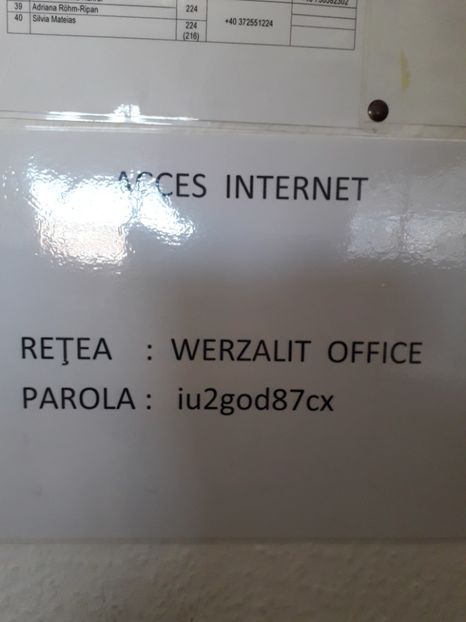 39 Adriana Röhm-Ripan 224
40 Silvia Mateias 224 +40 372551224
(216)
ACCES INTERNET
REŢEA : WERZALIT OFFICE
PAROLA : iu2god87cx